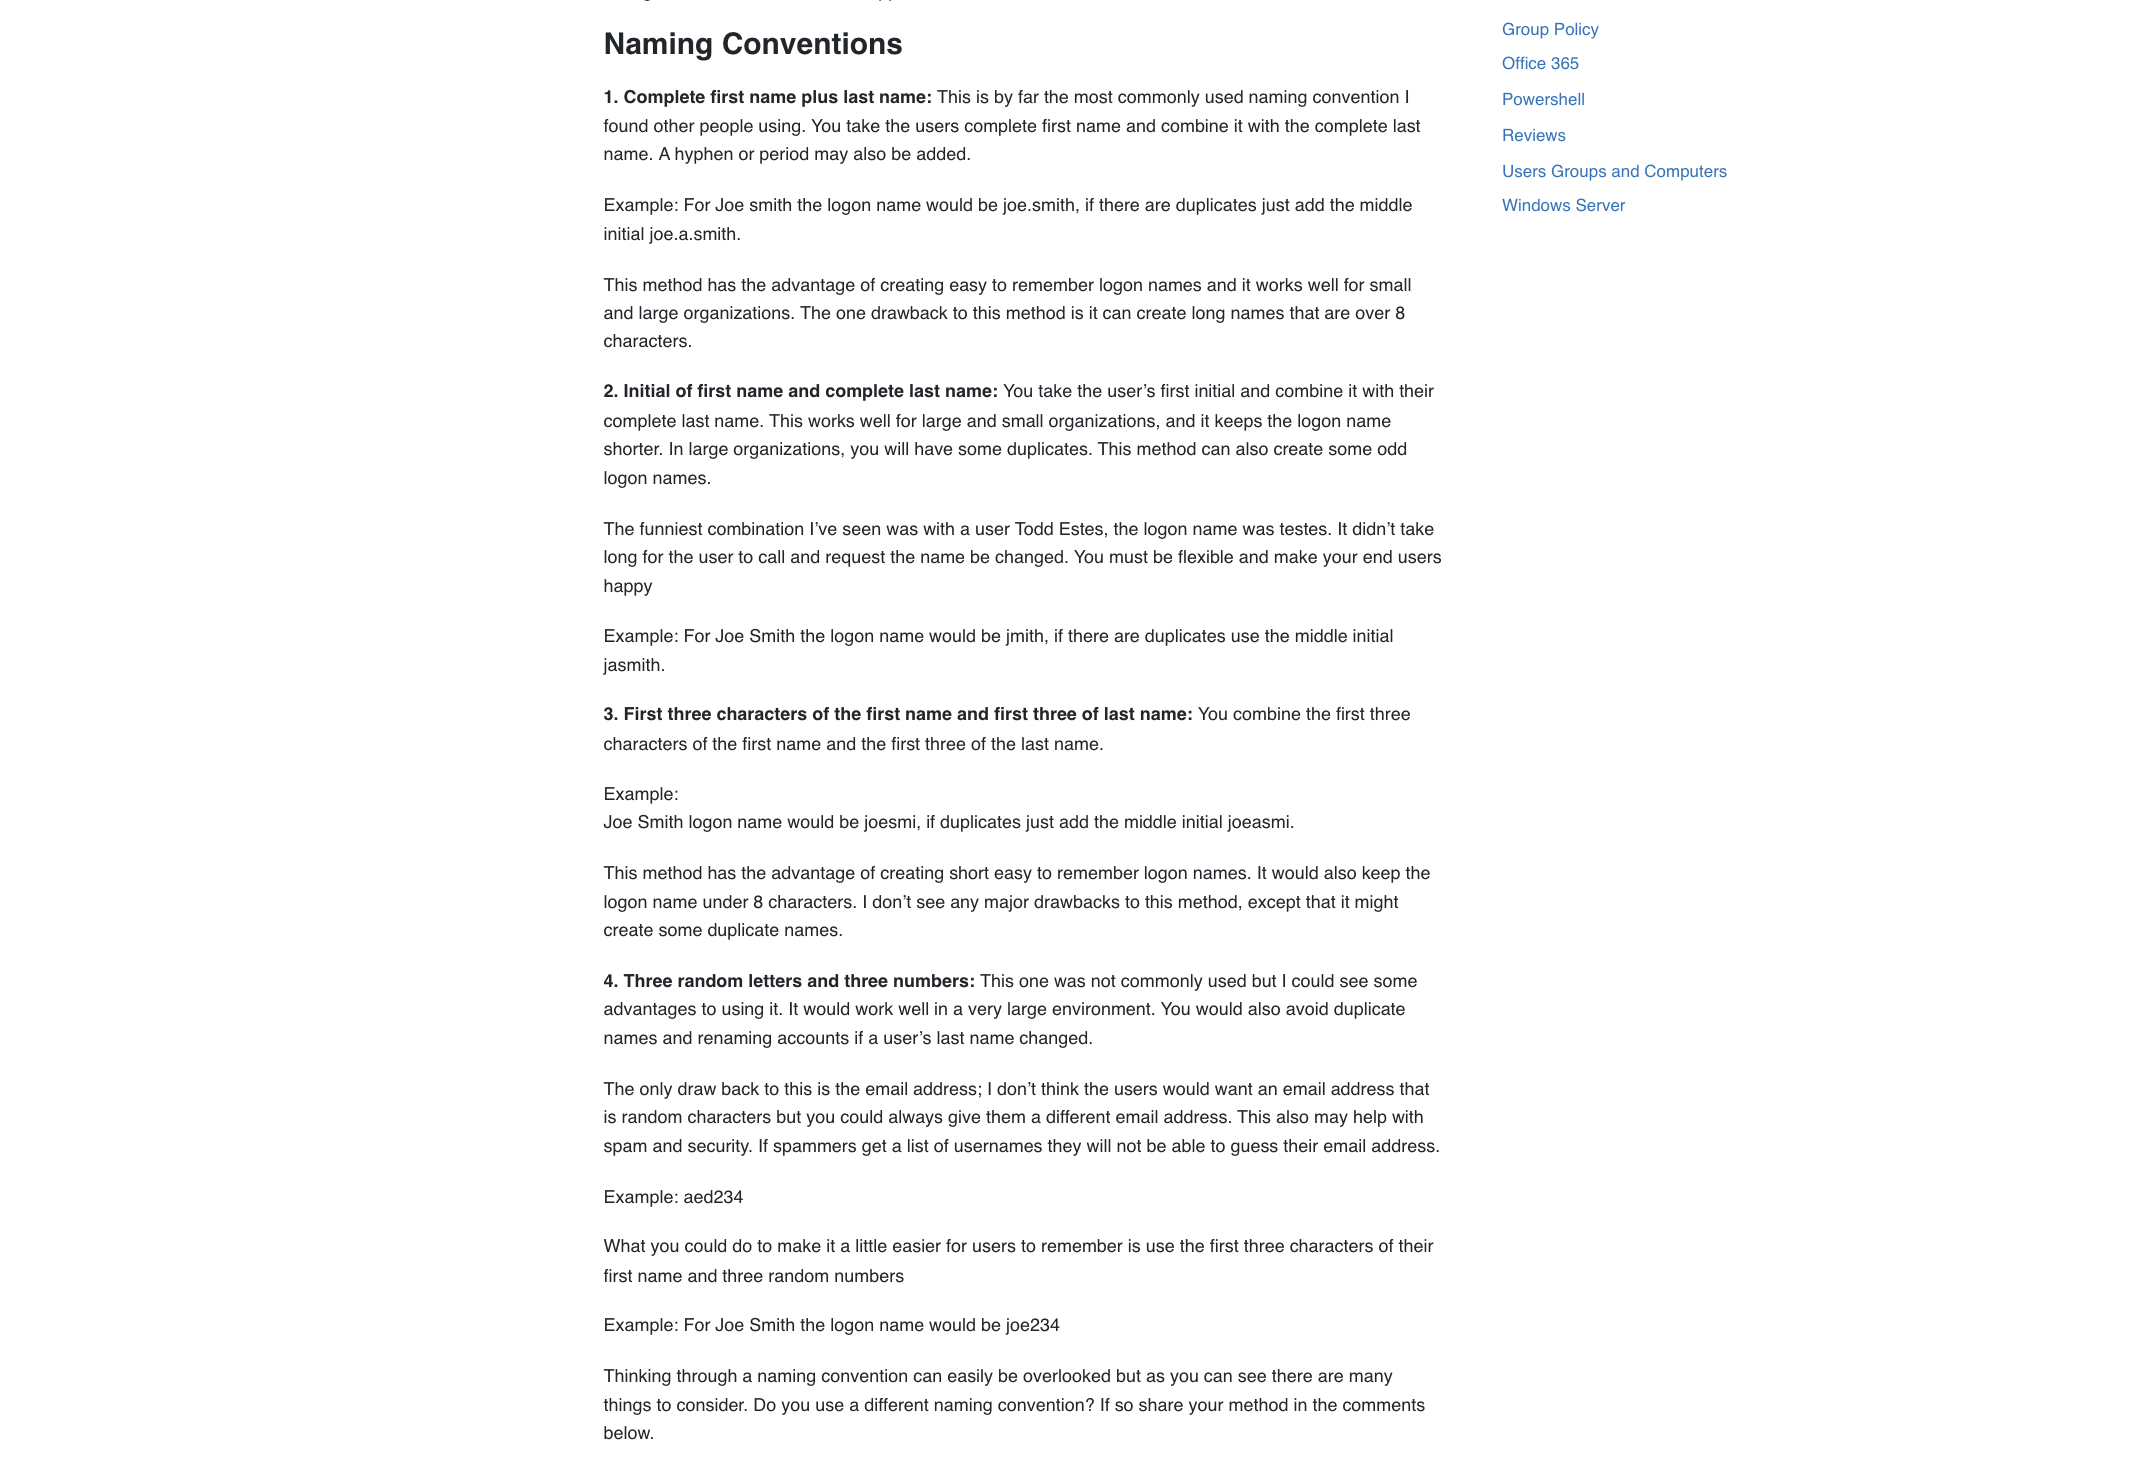 Naming Conventions
1. Complete first name plus last name: This is by far the most commonly used naming convention I
found other people using. You take the users complete first name and combine it with the complete last
name. A hyphen or period may also be added.
Example: For Joe smith the logon name would be joe.smith, if there are duplicates just add the middle
initial joe.a.smith.
This method has the advantage of creating easy to remember logon names and it works well for small
and large organizations. The one drawback to this method is it can create long names that are over 8
characters.
2. Initial of first name and complete last name: You take the user’s first initial and combine it with their
complete last name. This works well for large and small organizations, and it keeps the logon name
shorter. In large organizations, you will have some duplicates. This method can also create some odd
logon names.
The funniest combination I’ve seen was with a user Todd Estes, the logon name was testes. It didn’t take
long for the user to call and request the name be changed. You must be flexible and make your end users
happy
Example: For Joe Smith the logon name would be jmith, if there are duplicates use the middle initial
jasmith.
3. First three characters of the first name and first three of last name: You combine the first three
characters of the first name and the first three of the last name.
Example:
Joe Smith logon name would be joesmi, if duplicates just add the middle initial joeasmi.
This method has the advantage of creating short easy to remember logon names. It would also keep the
logon name under 8 characters. I don’t see any major drawbacks to this method, except that it might
create some duplicate names.
4. Three random letters and three numbers: This one was not commonly used but I could see some
advantages to using it. It would work well in a very large environment. You would also avoid duplicate
names and renaming accounts if a user’s last name changed.
The only draw back to this is the email address; I don’t think the users would want an email address that
is random characters but you could always give them a different email address. This also may help with
spam and security. If spammers get a list of usernames they will not be able to guess their email address.
Example: aed234
What you could do to make it a little easier for users to remember is use the first three characters of their
first name and three random numbers
Example: For Joe Smith the logon name would be joe234
Thinking through a naming convention can easily be overlooked but as you can see there are many
things to consider. Do you use a different naming convention? If so share your method in the comments
below.
Group Policy
Office 365
Powershell
Reviews
Users Groups and Computers
Windows Server